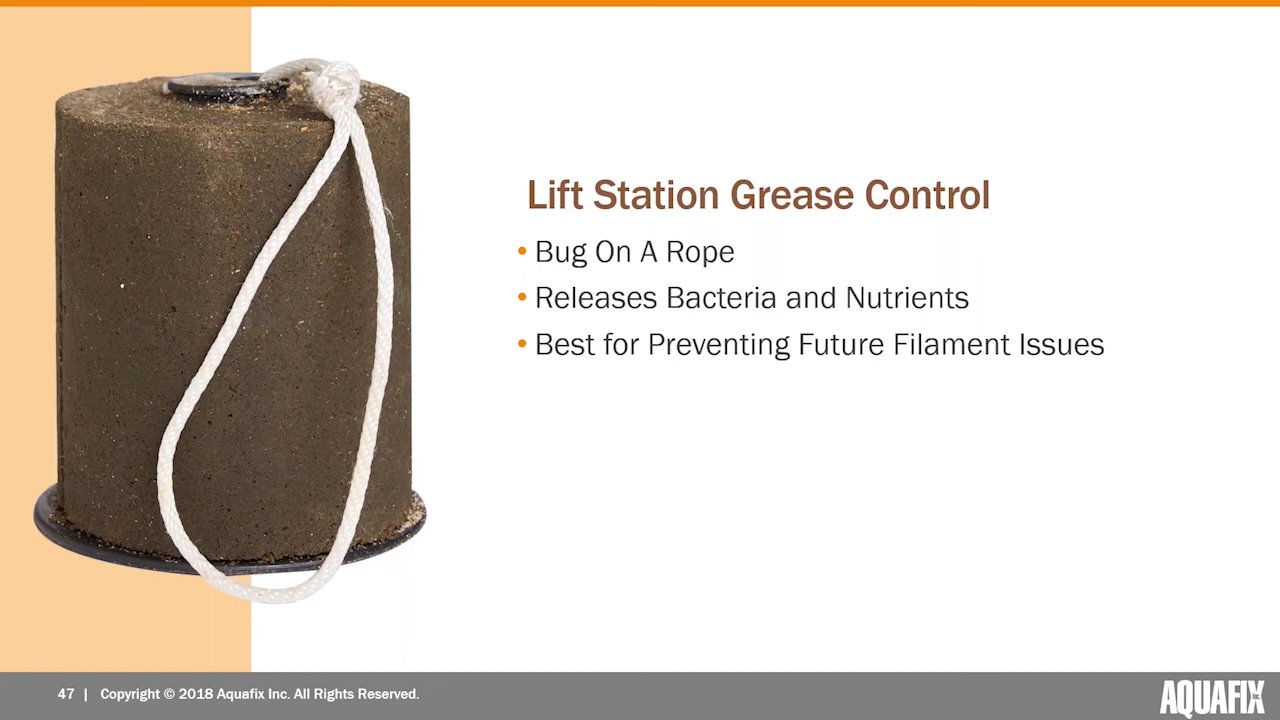 Lift Station Grease Control
• Bug On A Rope
• Releases Bacteria and Nutrients
• Best for Preventing Future Filament Issues
47 | Copyright © 2018 Aquafix Inc. All Rights Reserved.
AQUAFIX INC.